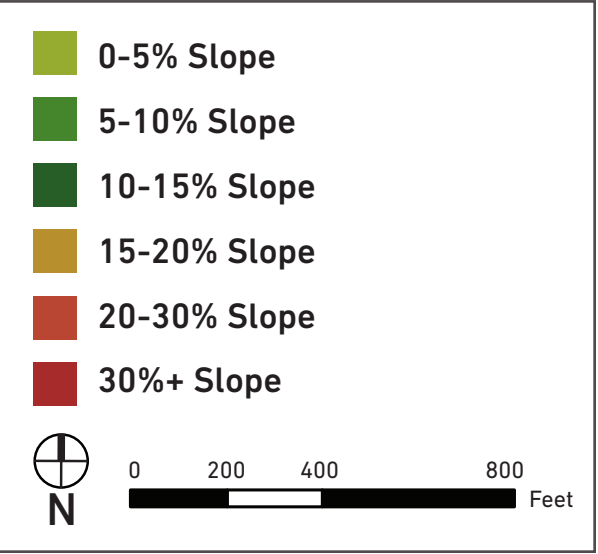 0-5% Slope
5-10% Slope
10-15% Slope
15-20% Slope
20-30% Slope
30%+ Slope
0 200 400 800
Feet
N